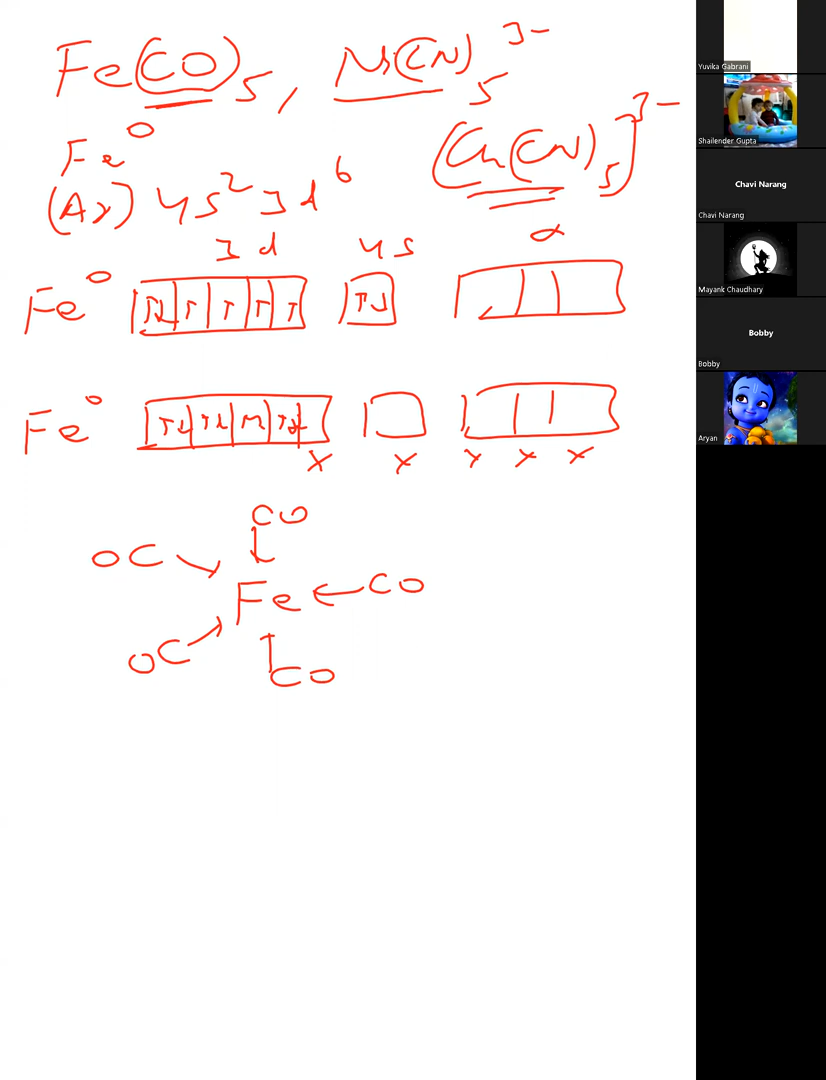 Fe(CO)5, Ni(CN)5 3-
Fe0
[Cn(CN)5]3-
(Ar) 4s2 3d6
3d 4s
Fe0
Fe0
x x x x x
CO
OC
Fe CO
OC
CO
Yuvika Gabrani
Shailender Gupta
Chavi Narang
Chavi Narang
Mayank Chaudhary
Bobby
Bobby
Aryan